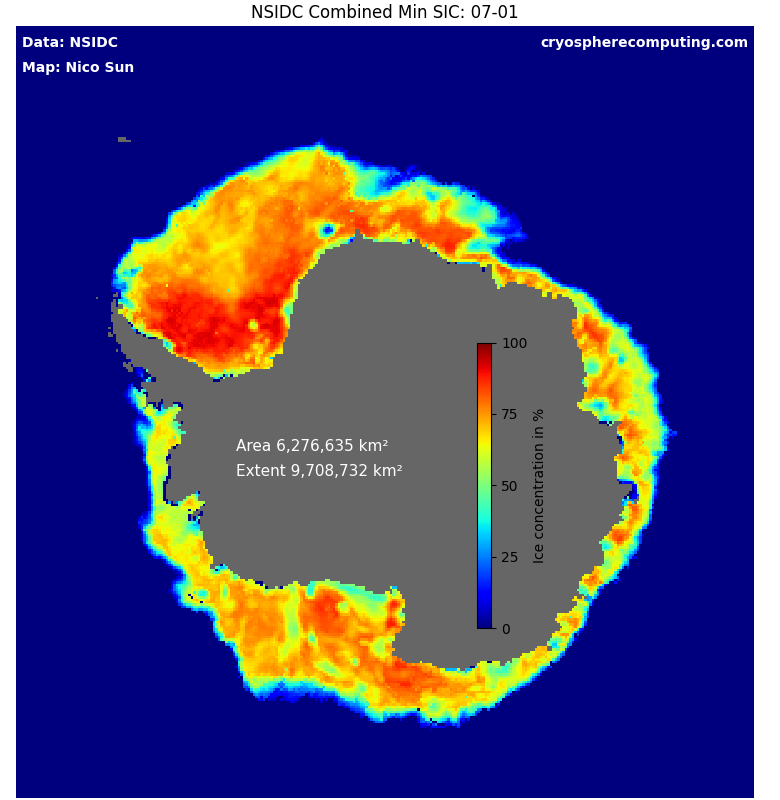 NSIDC Combined Min SIC: 07-01
Data: NSIDC
cryospherecomputing.com
Map: Nico Sun
100
75
50
25
0
Ice concentration in %
Area 6,276,635 km²
Extent 9,708,732 km²